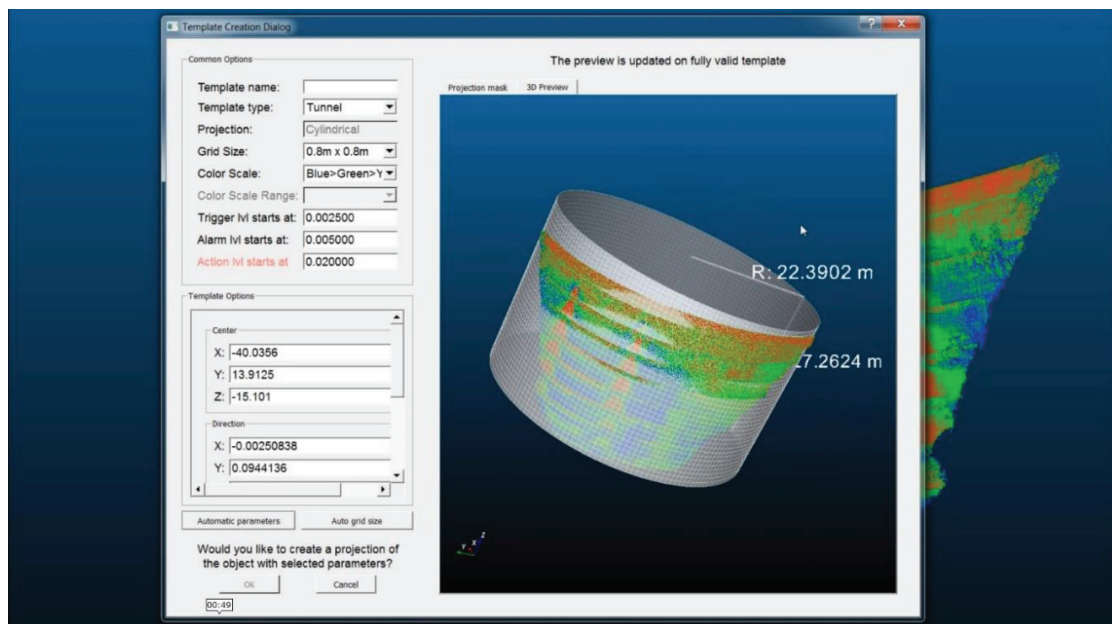 Template Creation Dialog
?
X
Common Options
Template name:
Template type: Tunnel
Projection: Cylindrical
Grid Size: 0.8m x 0.8m
Color Scale: Blue>Green>Y
Color Scale Range:
Trigger lvl starts at: 0.002500
Alarm lvl starts at: 0.005000
Action lvl starts at 0.020000
Template Options
Center
X: -40.0356
Y: 13.9125
Z: -15.101
Direction
X: -0.00250838
Y: 0.0944136
Automatic parameters
Auto grid size
Would you like to create a projection of
the object with selected parameters?
OK
Cancel
00:49
The preview is updated on fully valid template
Projection mask
3D Preview
R: 22.3902 m
7.2624 m
Y X Z